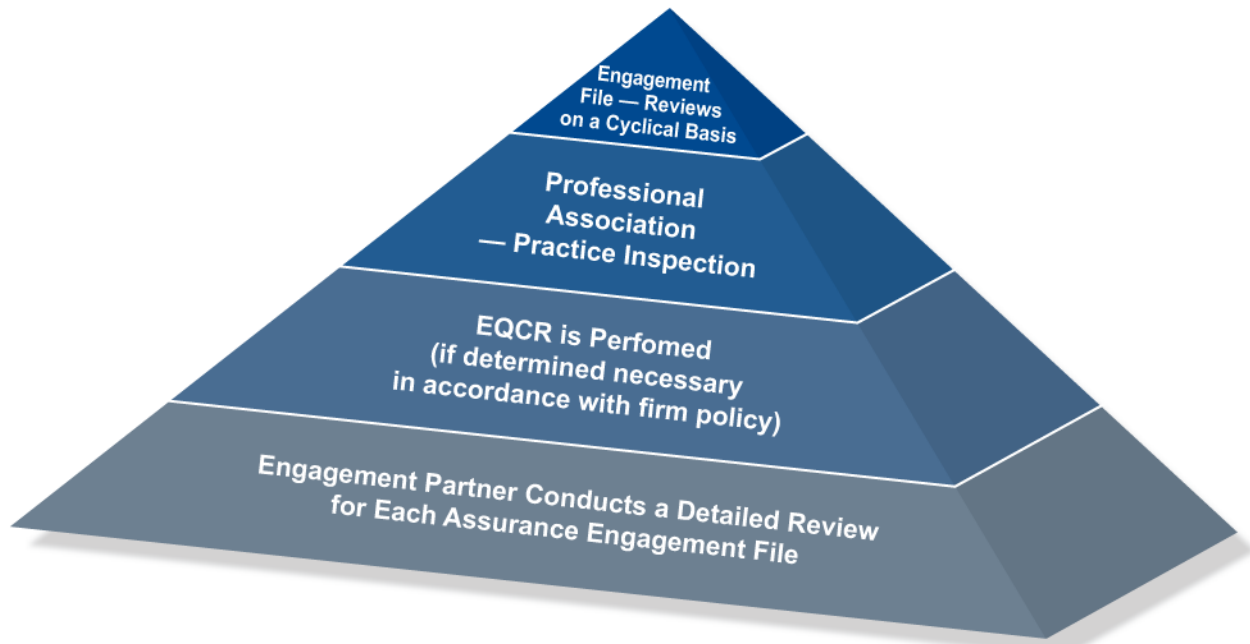 Engagement
File — Reviews
on a Cyclical Basis
Professional
Association
— Practice Inspection
EQCR is Perfomed
(if determined necessary
in accordance with firm policy)
Engagement Partner Conducts a Detailed Review
for Each Assurance Engagement File